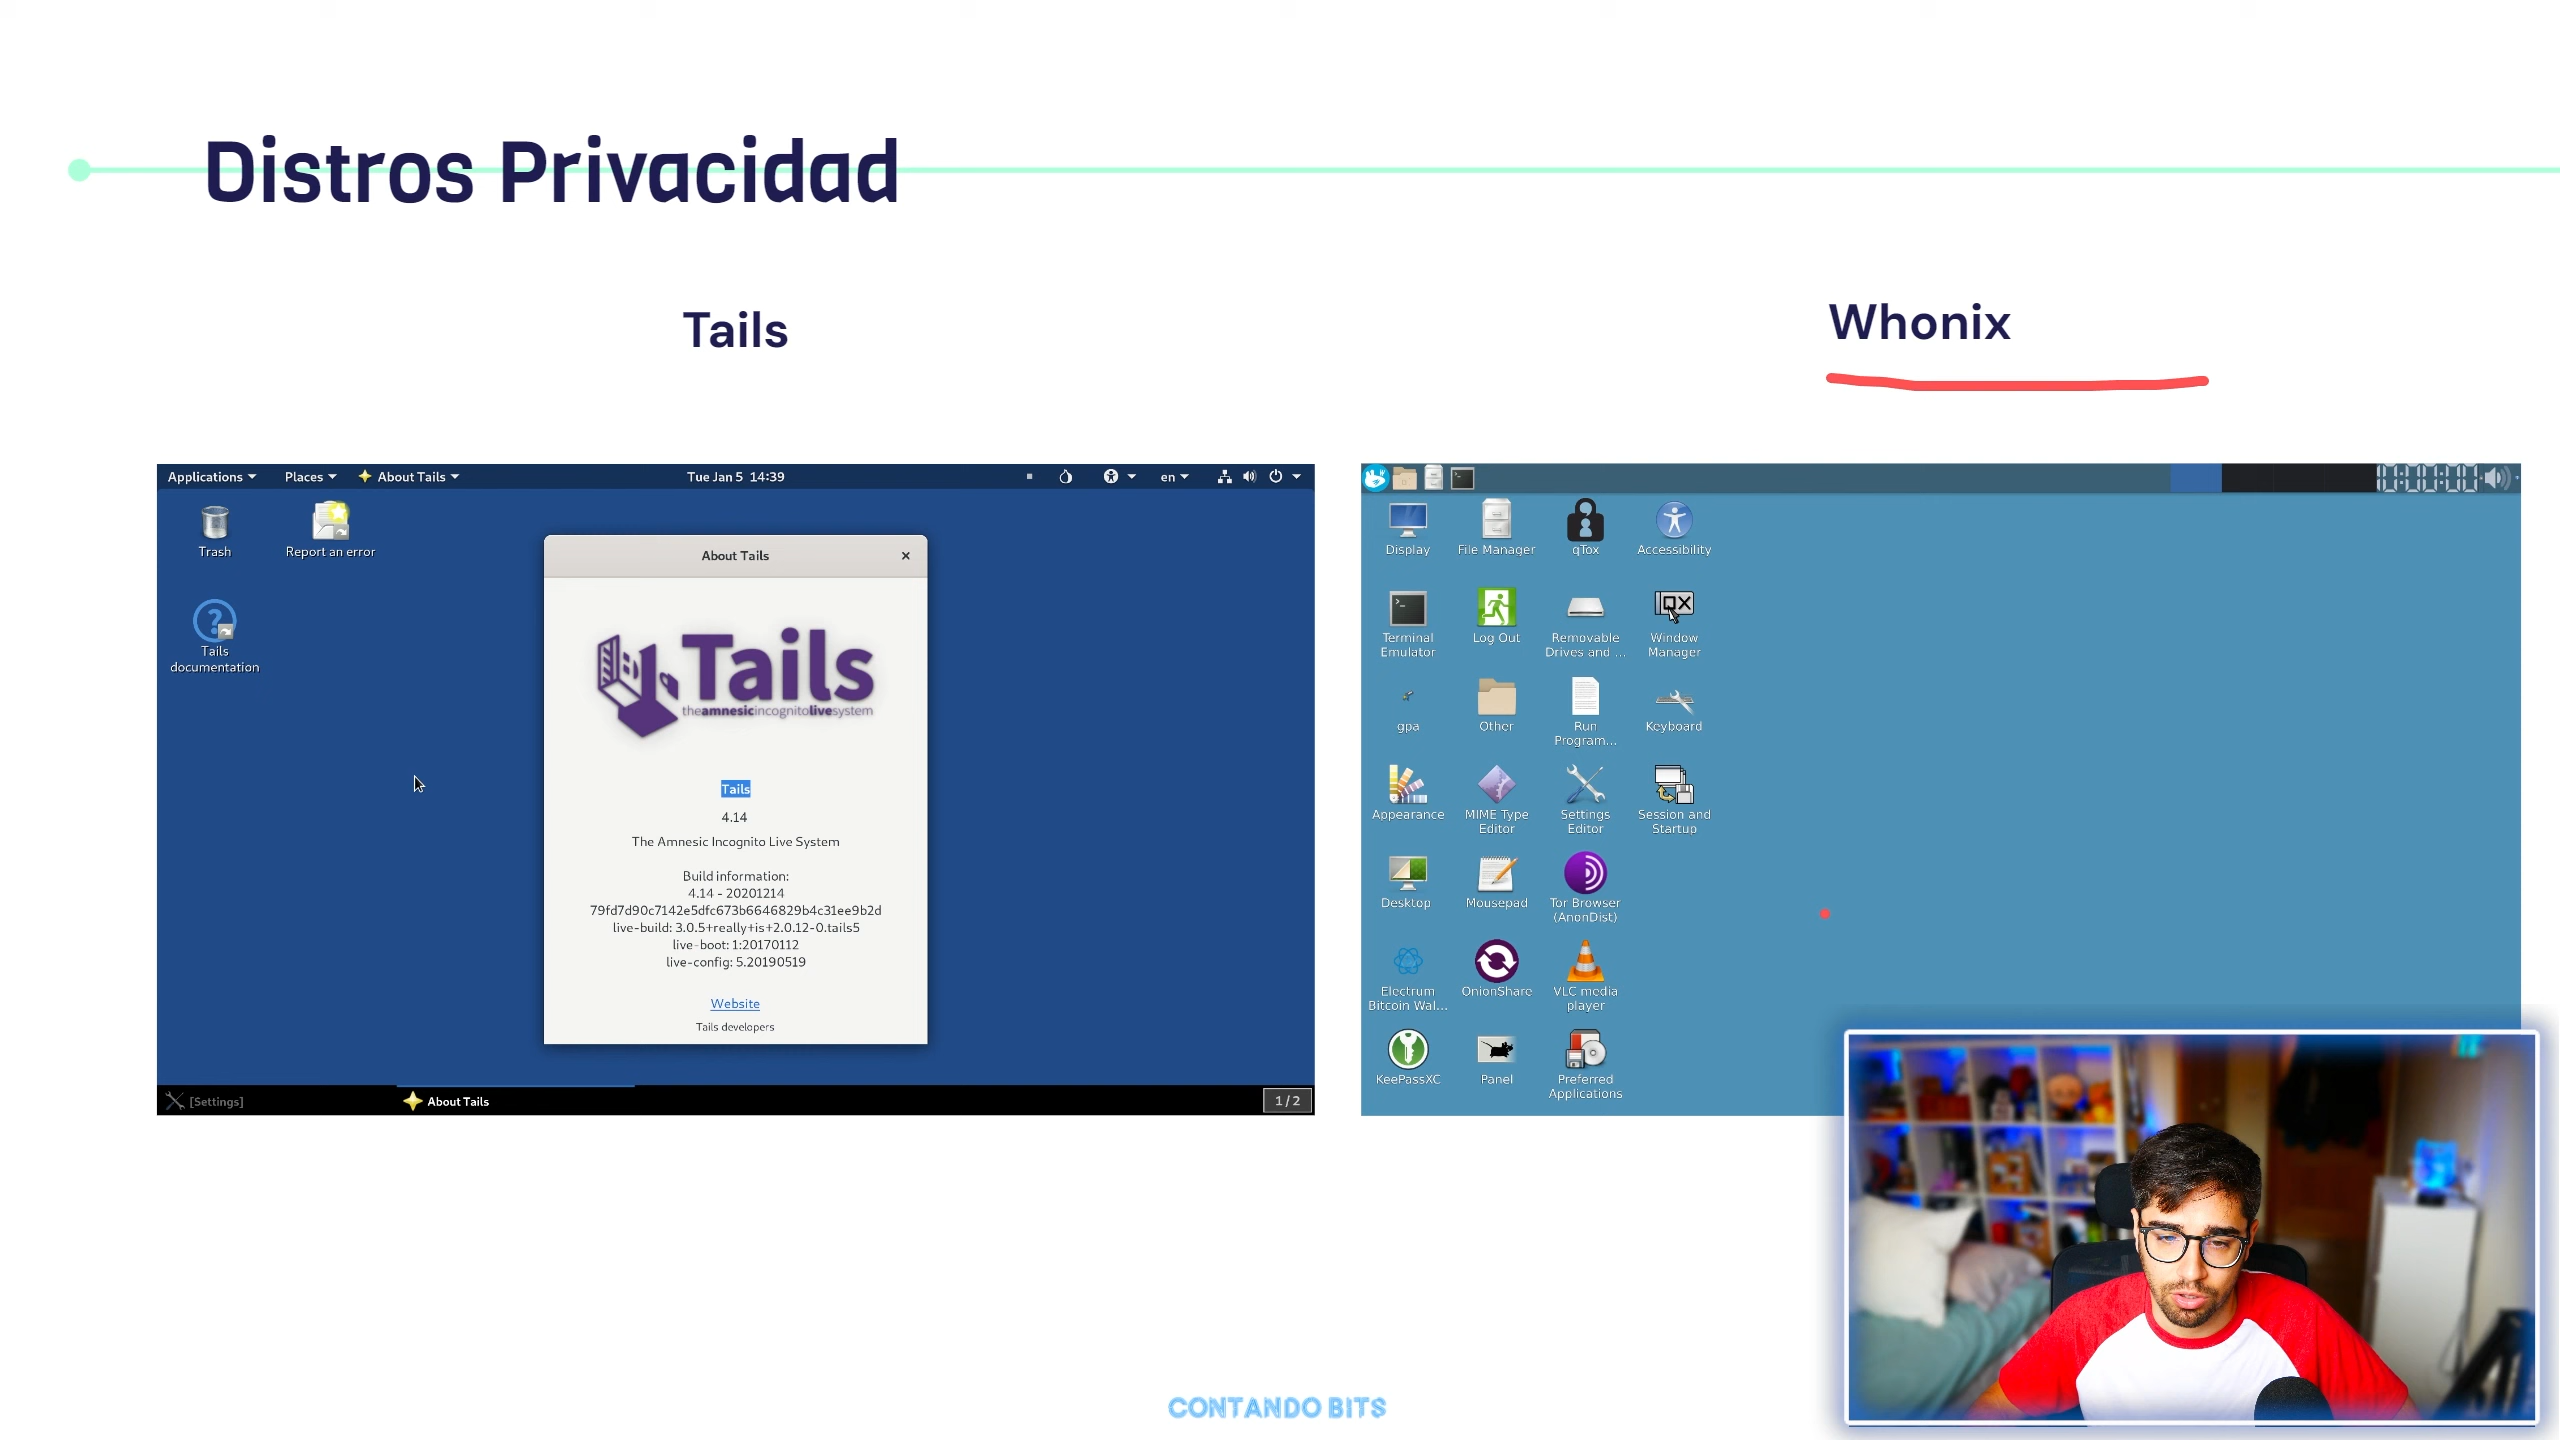 Distros Privacidad
Tails
Whonix
Applications
Places
About Tails
Tue Jan 5 14:39
en
Trash
Report an error
Tails
documentation
About Tails
Tails
theamnesicincognitolivesystem
Tails
4.14
The Amnesic Incognito Live System
Build information:
4.14 - 20201214
79fd7d90c7142e5dfc673b6646829b4c31ee9b2d
live-build: 3.0.5+really+is+2.0.12-0.tails5
live-boot: 1:20170112
live-config: 5.20190519
Website
Tails developers
[Settings]
About Tails
1 / 2
Display
File Manager
qTox
Accessibility
Terminal
Emulator
Log Out
Removable
Drives and ...
Window
Manager
gpa
Other
Run
Program...
Keyboard
Appearance
MIME Type
Editor
Settings
Editor
Session and
Startup
Desktop
Mousepad
Tor Browser
(AnonDist)
Electrum
Bitcoin Wal...
OnionShare
VLC media
player
KeePassXC
Panel
Preferred
Applications
CONTANDO BITS